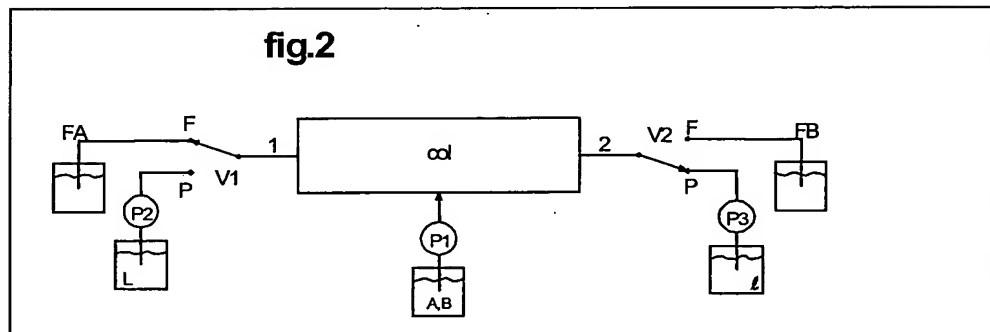 fig.2
FA F V2 F FB
1 col 2
P V1 P
P2 P1 P3
L A,B ℓ